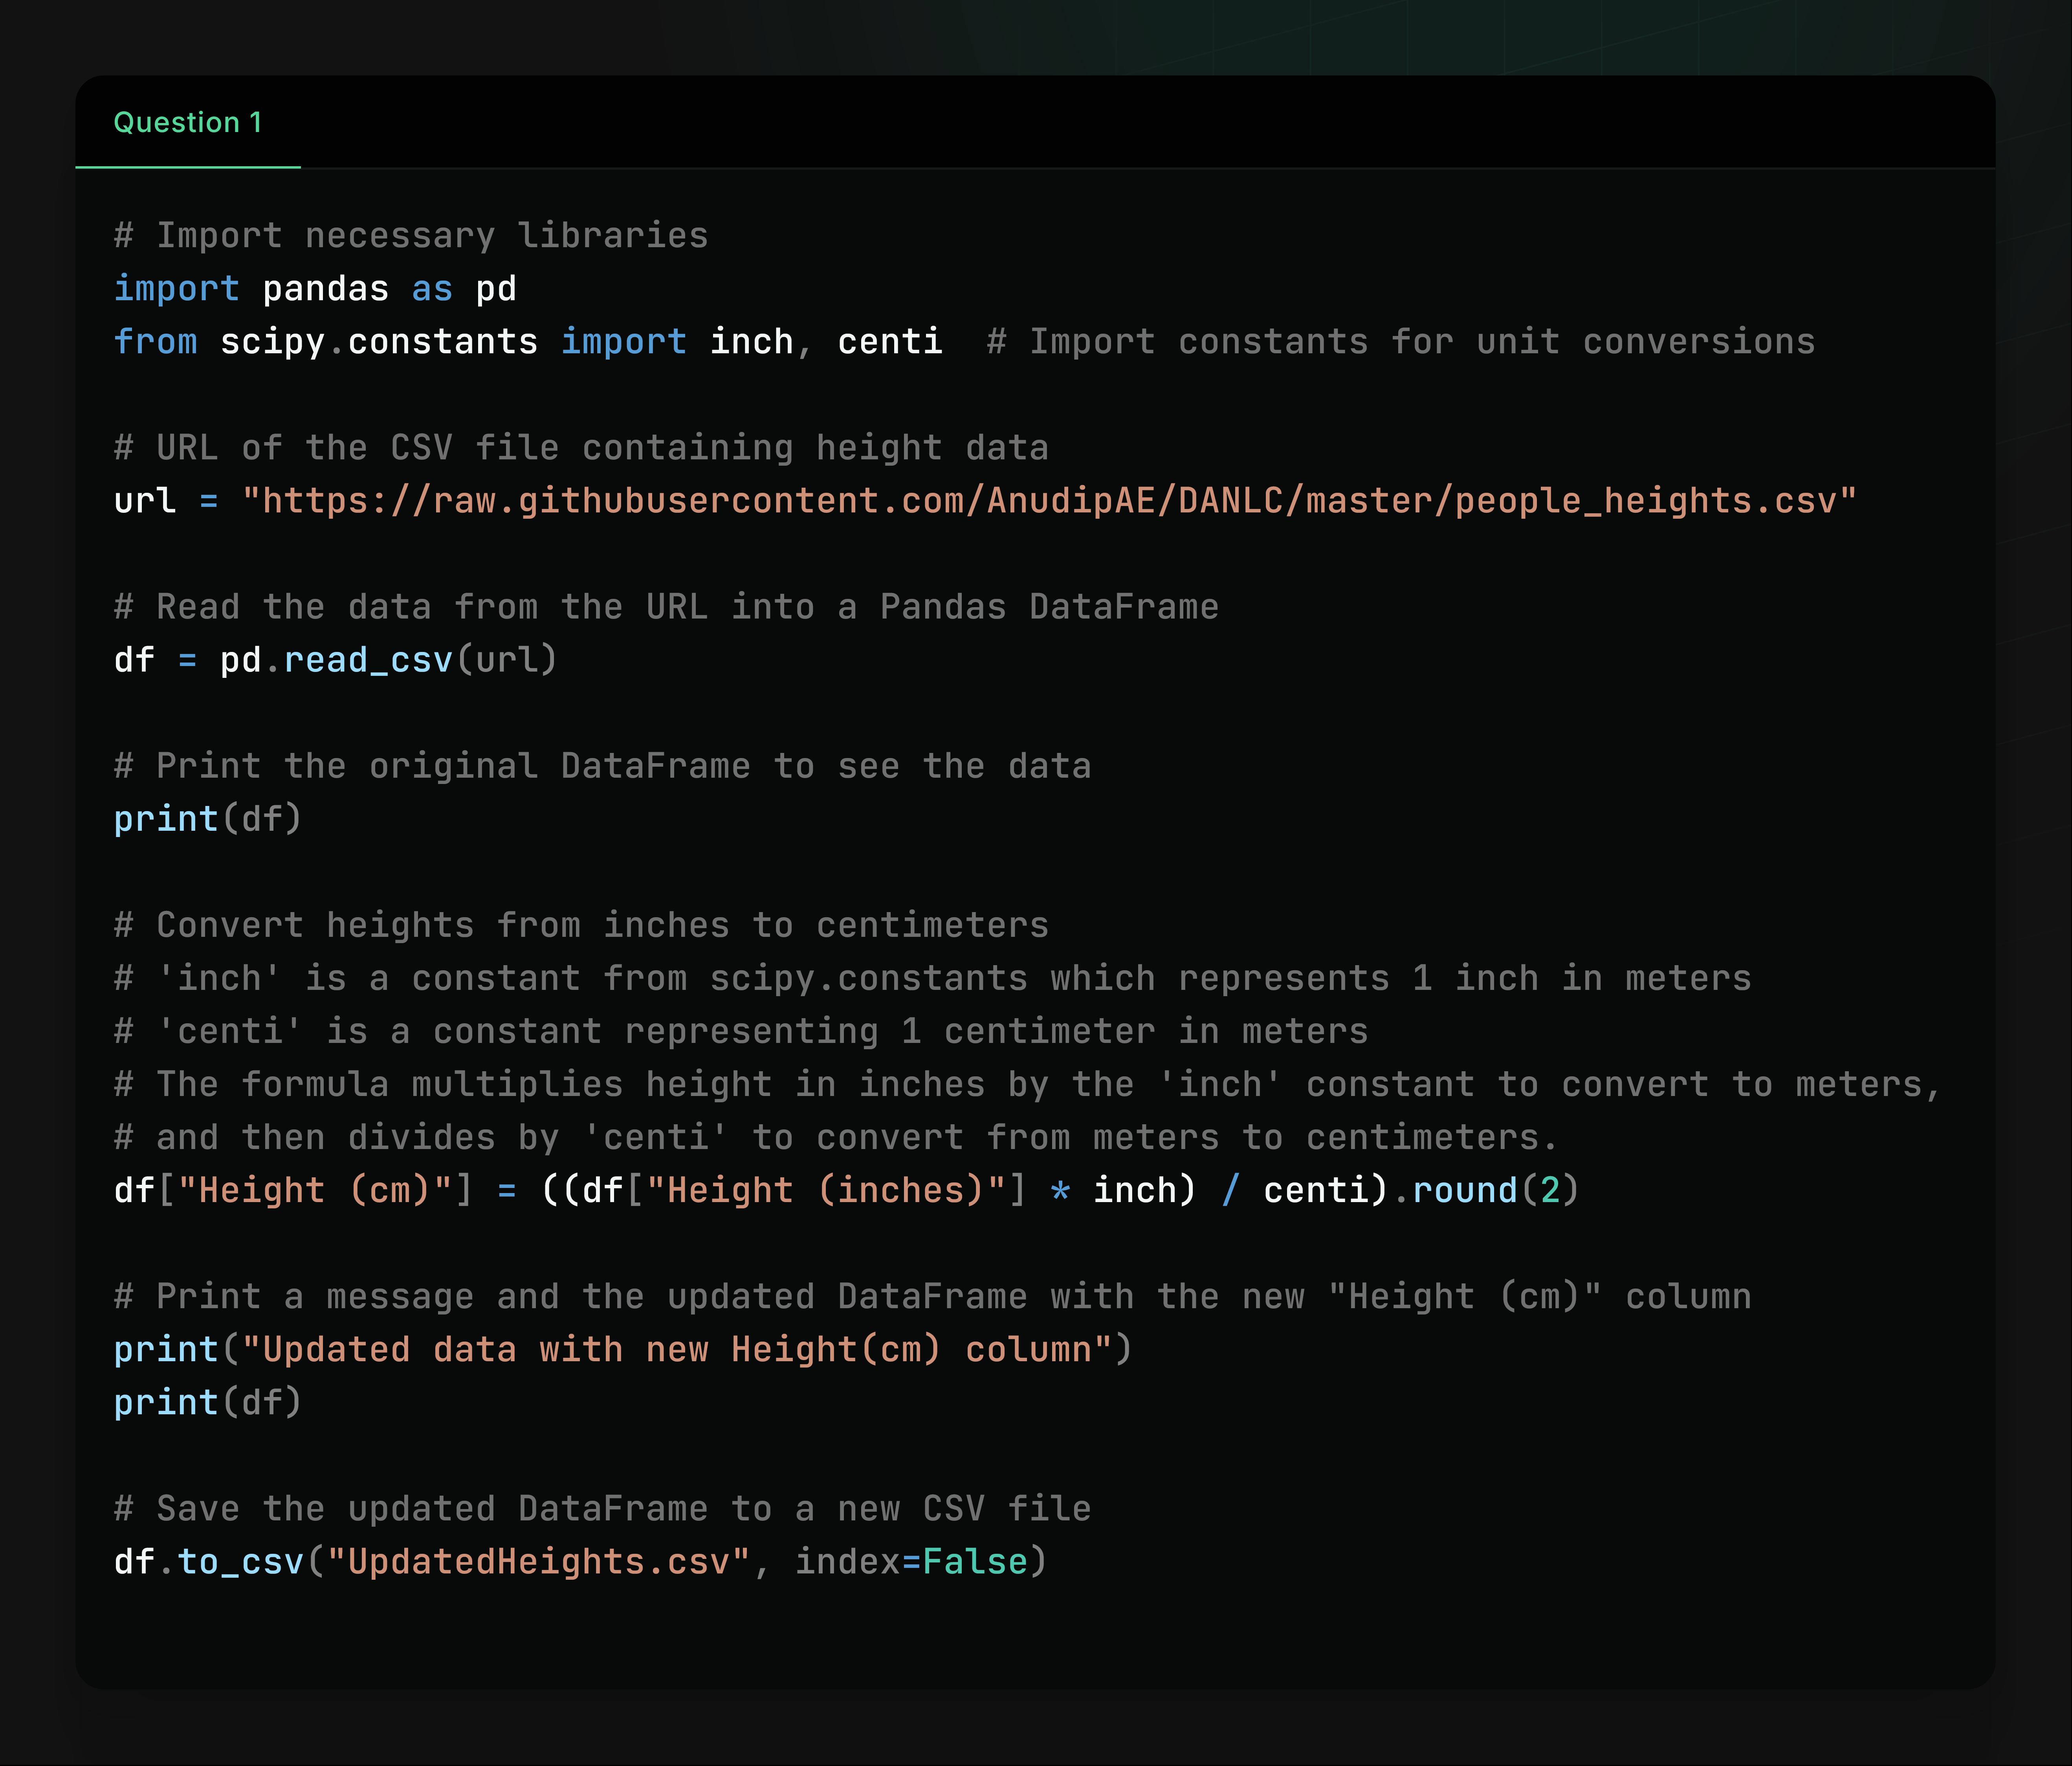 Question 1
# Import necessary libraries
import pandas as pd
from scipy.constants import inch, centi  # Import constants for unit conversions
# URL of the CSV file containing height data
url = "https://raw.githubusercontent.com/AnudipAE/DANLC/master/people_heights.csv"
# Read the data from the URL into a Pandas DataFrame
df = pd.read_csv(url)
# Print the original DataFrame to see the data
print(df)
# Convert heights from inches to centimeters
# 'inch' is a constant from scipy.constants which represents 1 inch in meters
# 'centi' is a constant representing 1 centimeter in meters
# The formula multiplies height in inches by the 'inch' constant to convert to meters,
# and then divides by 'centi' to convert from meters to centimeters.
df["Height (cm)"] = ((df["Height (inches)"] * inch) / centi).round(2)
# Print a message and the updated DataFrame with the new "Height (cm)" column
print("Updated data with new Height(cm) column")
print(df)
# Save the updated DataFrame to a new CSV file
df.to_csv("UpdatedHeights.csv", index=False)